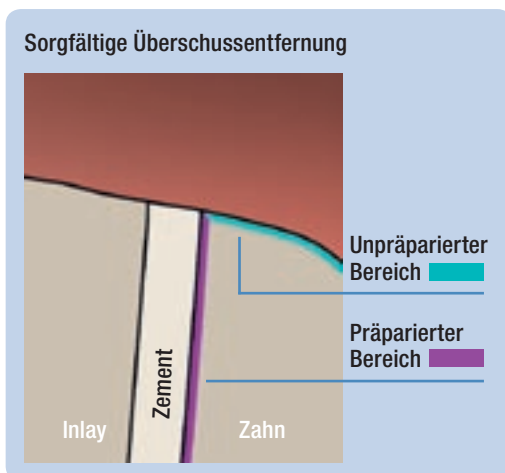 Sorgfältige Überschussentfernung
Unpräparierter
Bereich
Präparierter
Bereich
Zement
Inlay
Zahn